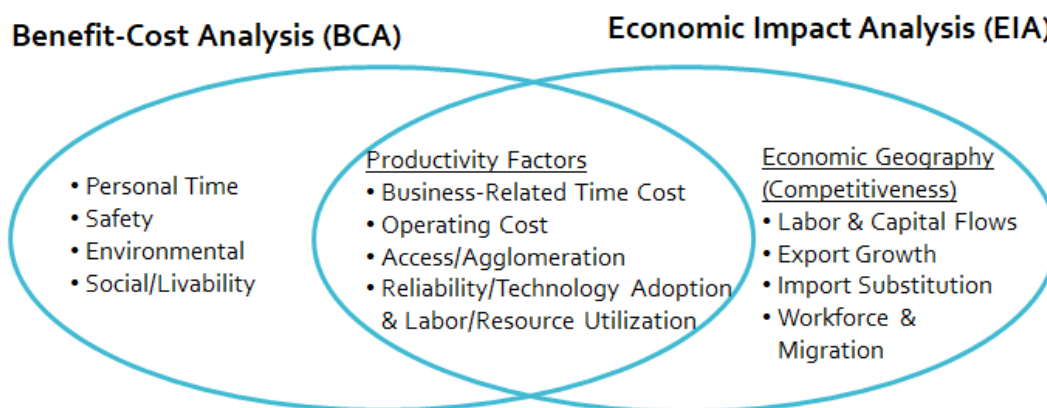 Benefit-Cost Analysis (BCA)
Economic Impact Analysis (EIA)
• Personal Time
• Safety
• Environmental
• Social/Livability
Productivity Factors
• Business-Related Time Cost
• Operating Cost
• Access/Agglomeration
• Reliability/Technology Adoption
& Labor/Resource Utilization
Economic Geography
(Competitiveness)
• Labor & Capital Flows
• Export Growth
• Import Substitution
• Workforce &
Migration